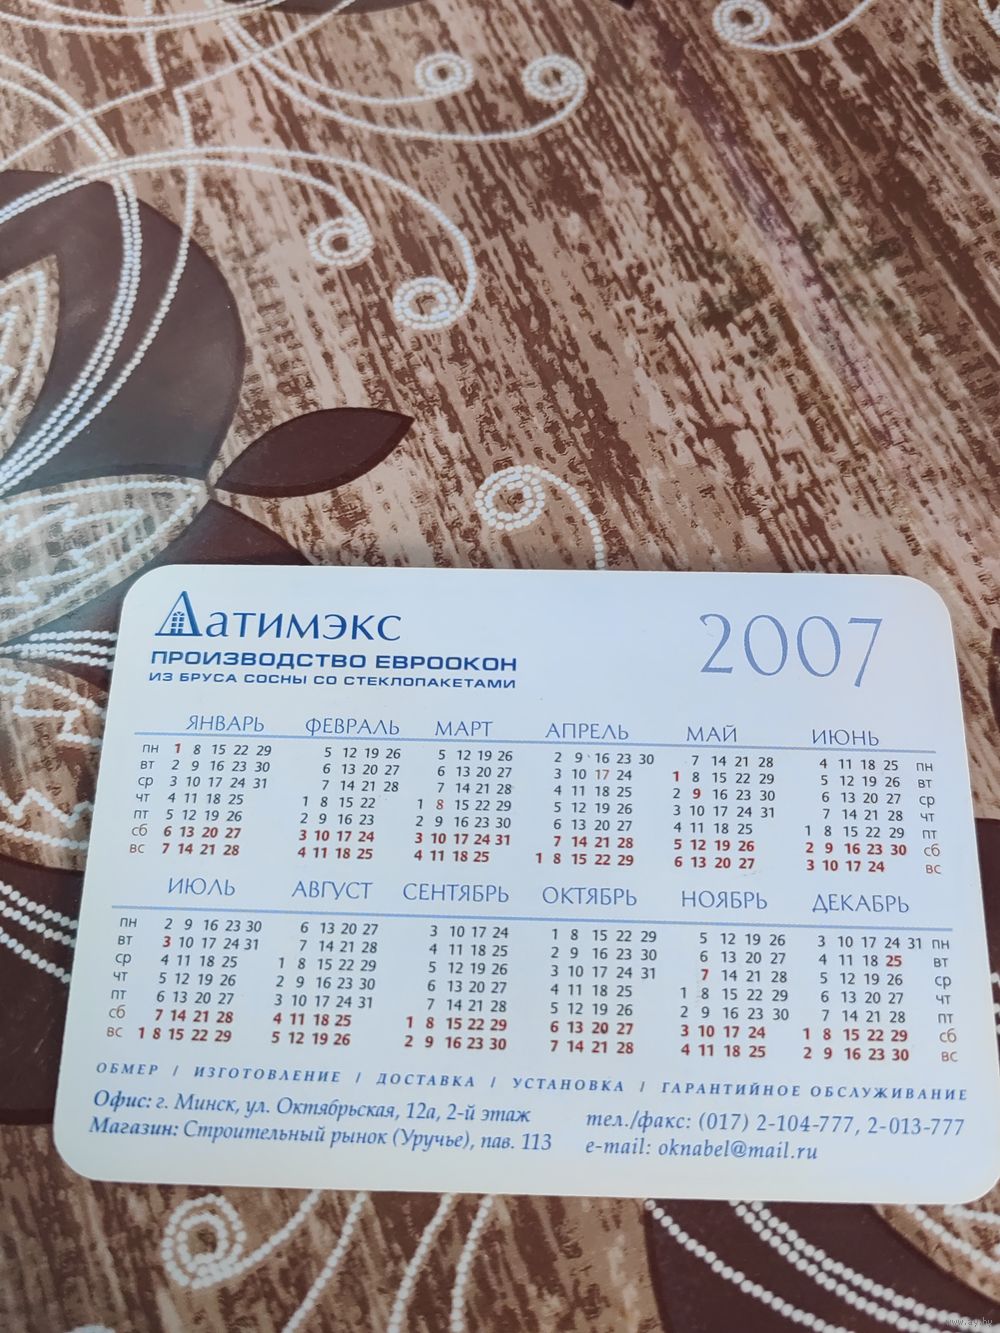 Латимэкс
2007
ПРОИЗВОДСТВО ЕВРООКОН
ИЗ БРУСА СОСНЫ СО СТЕКЛОПАКЕТАМИ
ЯНВАРЬ ФЕВРАЛЬ МАРТ АПРЕЛЬ МАЙ ИЮНЬ
ПН 1 8 15 22 29 5 12 19 26 5 12 19 26 2 9 16 23 30 7 14 21 28 4 11 18 25 ПН
ВТ 2 9 16 23 30 6 13 20 27 6 13 20 27 3 10 17 24 1 8 15 22 29 5 12 19 26 ВТ
СР 3 10 17 24 31 7 14 21 28 7 14 21 28 4 11 18 25 2 9 16 23 30 6 13 20 27 СР
ЧТ 4 11 18 25 1 8 15 22 1 8 15 22 29 5 12 19 26 3 10 17 24 31 7 14 21 28 ЧТ
ПТ 5 12 19 26 2 9 16 23 2 9 16 23 30 6 13 20 27 4 11 18 25 1 8 15 22 29 ПТ
СБ 6 13 20 27 3 10 17 24 3 10 17 24 31 7 14 21 28 5 12 19 26 2 9 16 23 30 СБ
ВС 7 14 21 28 4 11 18 25 4 11 18 25 1 8 15 22 29 6 13 20 27 3 10 17 24 ВС
ИЮЛЬ АВГУСТ СЕНТЯБРЬ ОКТЯБРЬ НОЯБРЬ ДЕКАБРЬ
ПН 2 9 16 23 30 6 13 20 27 3 10 17 24 1 8 15 22 29 5 12 19 26 3 10 17 24 31 ПН
ВТ 3 10 17 24 31 7 14 21 28 4 11 18 25 2 9 16 23 30 6 13 20 27 4 11 18 25 ВТ
СР 4 11 18 25 1 8 15 22 29 5 12 19 26 3 10 17 24 31 7 14 21 28 5 12 19 26 СР
ЧТ 5 12 19 26 2 9 16 23 30 6 13 20 27 4 11 18 25 1 8 15 22 29 6 13 20 27 ЧТ
ПТ 6 13 20 27 3 10 17 24 31 7 14 21 28 5 12 19 26 2 9 16 23 30 7 14 21 28 ПТ
СБ 7 14 21 28 4 11 18 25 1 8 15 22 29 6 13 20 27 3 10 17 24 1 8 15 22 29 СБ
ВС 1 8 15 22 29 5 12 19 26 2 9 16 23 30 7 14 21 28 4 11 18 25 2 9 16 23 30 ВС
ОБМЕР / ИЗГОТОВЛЕНИЕ / ДОСТАВКА / УСТАНОВКА / ГАРАНТИЙНОЕ ОБСЛУЖИВАНИЕ
Офис: г. Минск, ул. Октябрьская, 12а, 2-й этаж
Магазин: Строительный рынок (Уручье), пав. 113
тел./факс: (017) 2-104-777, 2-013-777
e-mail: oknabel@mail.ru
www.ay.by